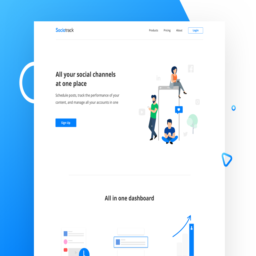 Socialtrack
Products Pricing About Login
All your social channels
at one place
Schedule posts, track the performance of your
content, and manage all your accounts in one
Sign Up
All in one dashboard